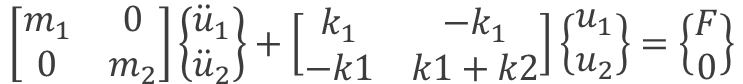 [m₁ 0; 0 m₂] {ü₁; ü₂} + [k₁ −k₁; −k1 k1 + k2] {u₁; u₂} = {F; 0}